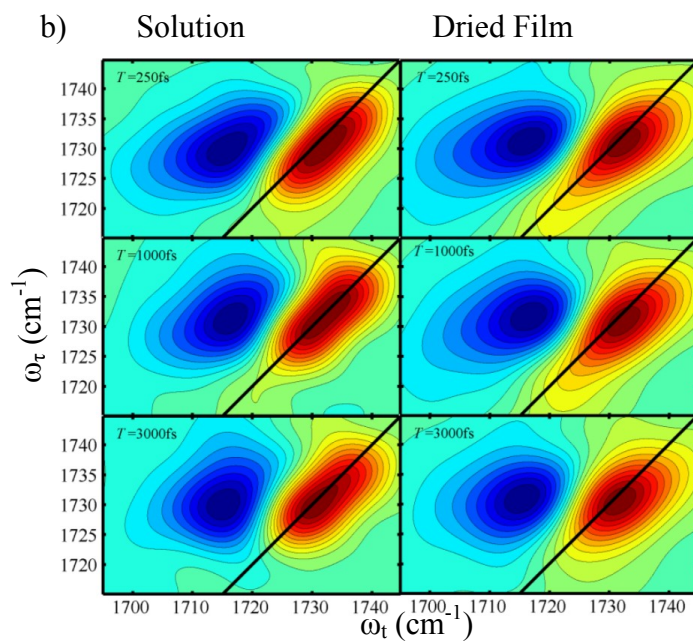 b) Solution Dried Film
T =250fs T =250fs
1740
1735
1730
1725
1720
T =1000fs T =1000fs
1740
1735
1730
1725
1720
T =3000fs T =3000fs
1740
1735
1730
1725
1720
ω_τ (cm⁻¹)
1700 1710 1720 1730 1740 1700 1710 1720 1730 1740
ω_t (cm⁻¹)